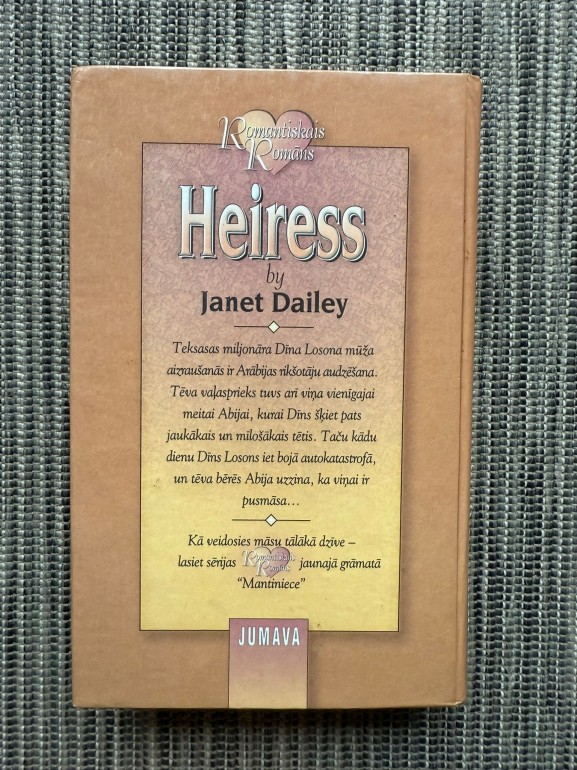 Romantiskais
Romāns
Heiress
by
Janet Dailey
Teksasas miljonāra Dīna Losona mūža
aizraušanās ir Arābijas rikšotāju audzēšana.
Tēva vaļasprieks tuvs arī viņa vienīgajai
meitai Abijai, kurai Dīns šķiet pats
jaukākais un mīlošākais tētis. Taču kādu
dienu Dīns Losons iet bojā autokatastrofā,
un tēva bērēs Abija uzzina, ka viņai ir
pusmāsa...
Kā veidosies māsu tālākā dzīve –
lasiet sērijas Romantiskais Romāns jaunajā grāmatā
“Mantiniece”
JUMAVA